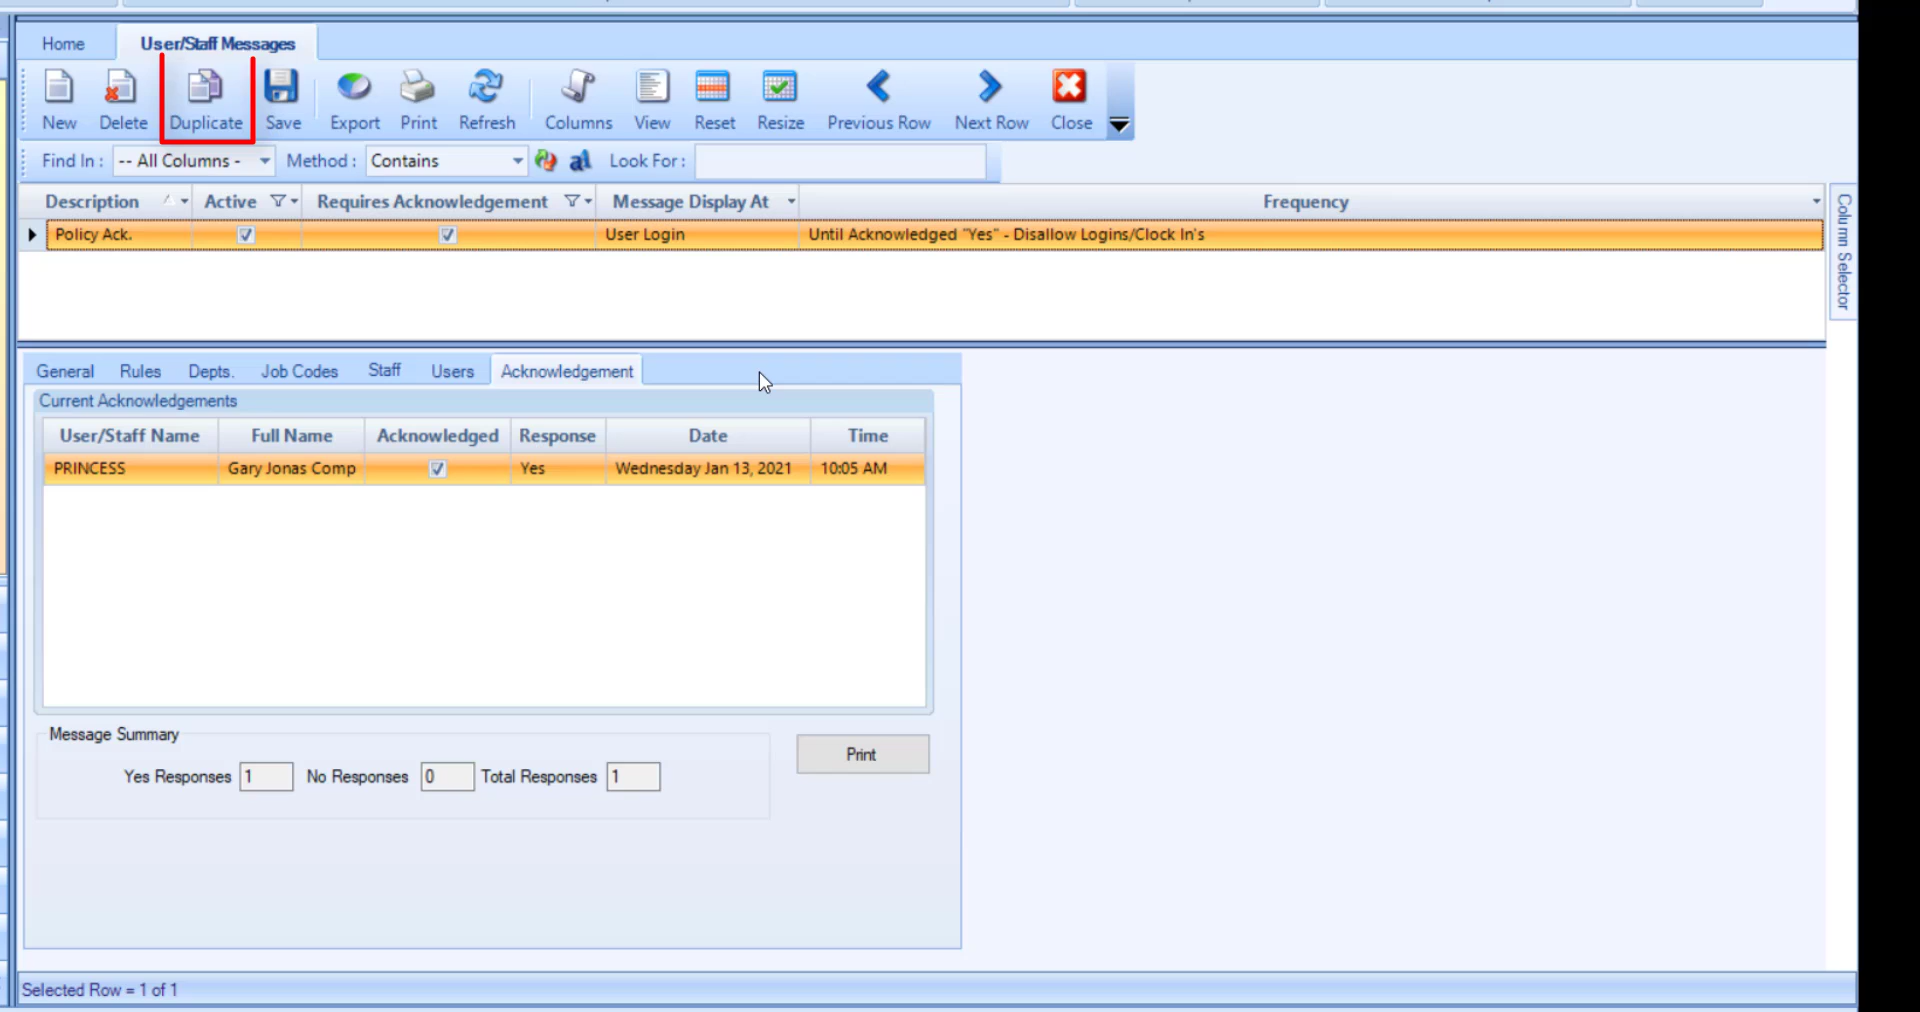 Home User/Staff Messages
New Delete Duplicate Save Export Print Refresh Columns View Reset Resize Previous Row Next Row Close
Find In : -- All Columns - Method : Contains a Look For :
Description Active Requires Acknowledgement Message Display At Frequency
Policy Ack. User Login Until Acknowledged "Yes" - Disallow Logins/Clock In's
Column Selector
General Rules Depts. Job Codes Staff Users Acknowledgement
Current Acknowledgements
User/Staff Name Full Name Acknowledged Response Date Time
PRINCESS Gary Jonas Comp Yes Wednesday Jan 13, 2021 10:05 AM
Message Summary
Print
Yes Responses 1 No Responses 0 Total Responses 1
Selected Row = 1 of 1